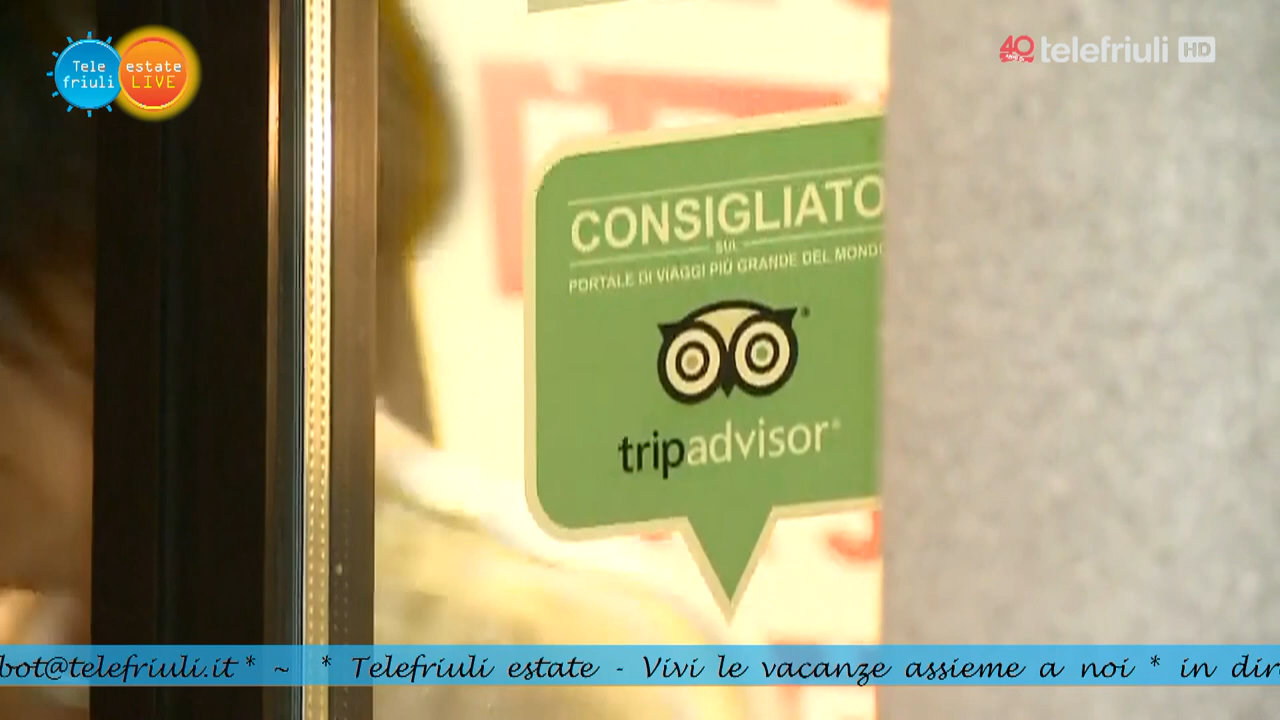 Tele
friuli
estate
LIVE
40
telefriuli HD
CONSIGLIATO
SUL
PORTALE DI VIAGGI PIÙ GRANDE DEL MONDO
tripadvisor®
bot@telefriuli.it * ~ * Telefriuli estate - Vivi le vacanze assieme a noi * in dir